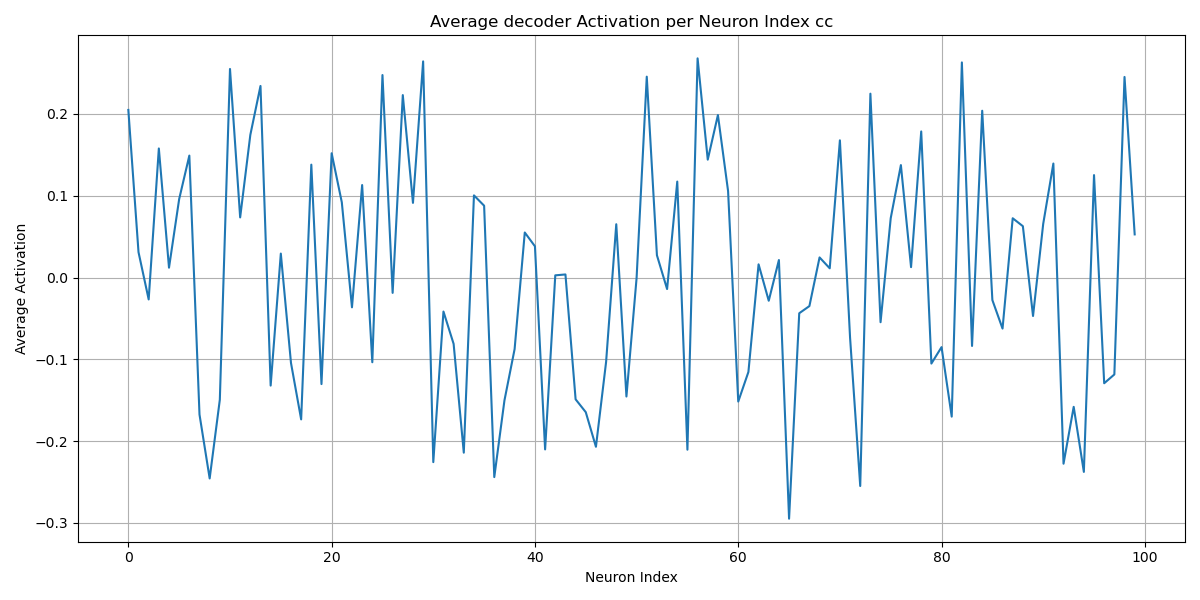 Average decoder Activation per Neuron Index cc
Average Activation
0.2
0.1
0.0
−0.1
−0.2
−0.3
0 20 40 60 80 100
Neuron Index